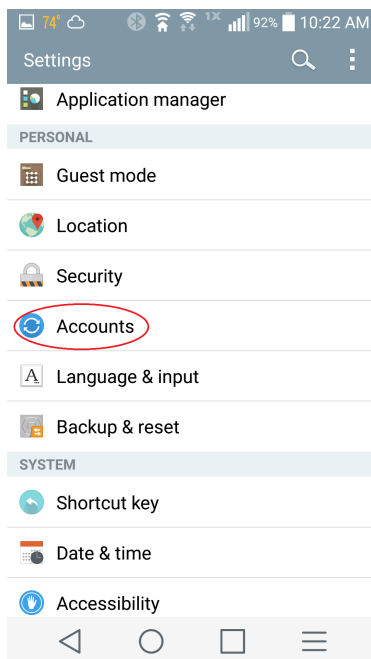 74° 1X 92% 10:22 AM
Settings
Application manager
PERSONAL
Guest mode
Location
Security
Accounts
A Language & input
Backup & reset
SYSTEM
Shortcut key
Date & time
Accessibility